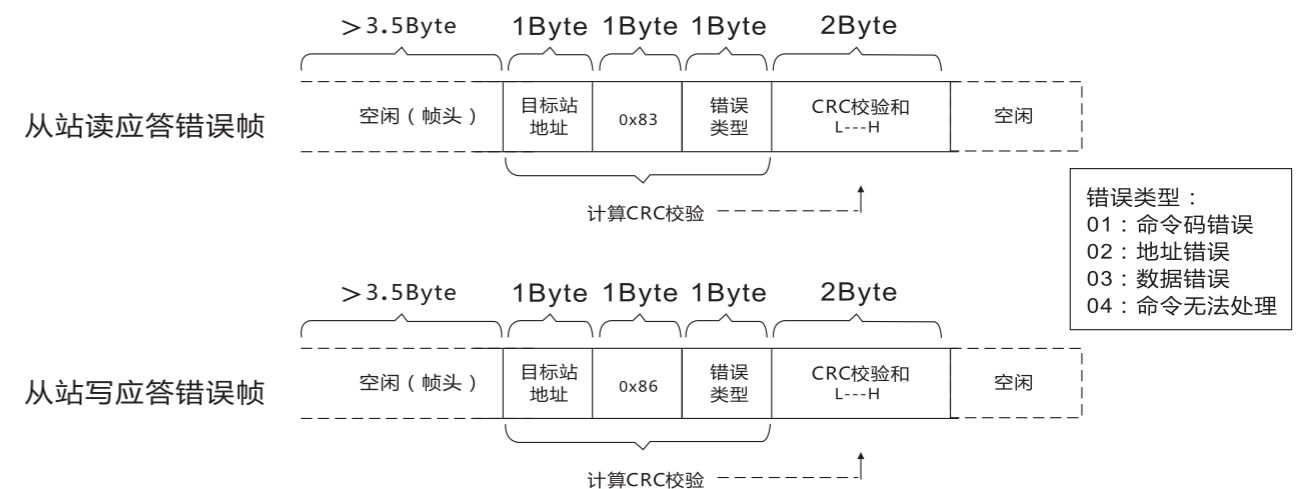 >3.5Byte 1Byte 1Byte 1Byte 2Byte
从站读应答错误帧
空闲（帧头）
目标站
地址
0x83
错误
类型
CRC校验和
L---H
空闲
计算CRC校验
错误类型：
01：命令码错误
02：地址错误
03：数据错误
04：命令无法处理
>3.5Byte 1Byte 1Byte 1Byte 2Byte
从站写应答错误帧
空闲（帧头）
目标站
地址
0x86
错误
类型
CRC校验和
L---H
空闲
计算CRC校验